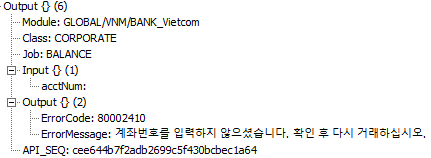 Output {} (6)
Module: GLOBAL/VNM/BANK_Vietcom
Class: CORPORATE
Job: BALANCE
Input {} (1)
acctNum:
Output {} (2)
ErrorCode: 80002410
ErrorMessage: 계좌번호를 입력하지 않으셨습니다. 확인 후 다시 거래하십시오.
API_SEQ: cee644b7f2adb2699c5f430bcbec1a64